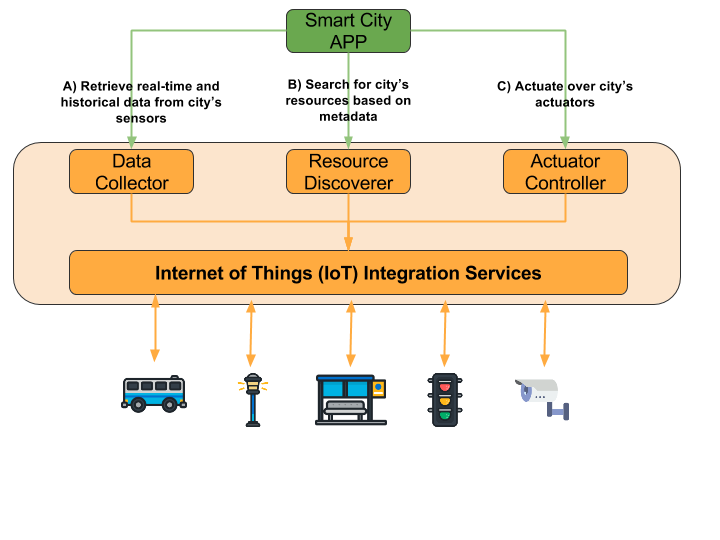 Smart City
APP
A) Retrieve real-time and
historical data from city's
sensors
B) Search for city's
resources based on
metadata
C) Actuate over city's
actuators
Data
Collector
Resource
Discoverer
Actuator
Controller
Internet of Things (IoT) Integration Services